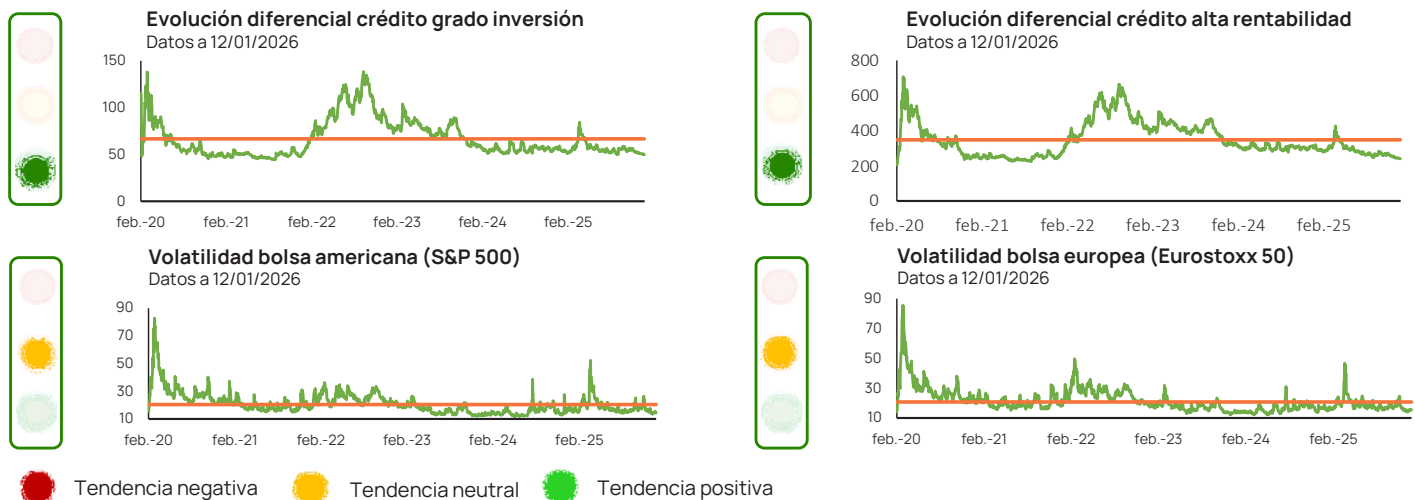 Evolución diferencial crédito grado inversión
Datos a 12/01/2026
150
100
50
0
feb.-20 feb.-21 feb.-22 feb.-23 feb.-24 feb.-25
Evolución diferencial crédito alta rentabilidad
Datos a 12/01/2026
800
600
400
200
0
feb.-20 feb.-21 feb.-22 feb.-23 feb.-24 feb.-25
Volatilidad bolsa americana (S&P 500)
Datos a 12/01/2026
90
70
50
30
10
feb.-20 feb.-21 feb.-22 feb.-23 feb.-24 feb.-25
Volatilidad bolsa europea (Eurostoxx 50)
Datos a 12/01/2026
90
70
50
30
10
feb.-20 feb.-21 feb.-22 feb.-23 feb.-24 feb.-25
Tendencia negativa Tendencia neutral Tendencia positiva